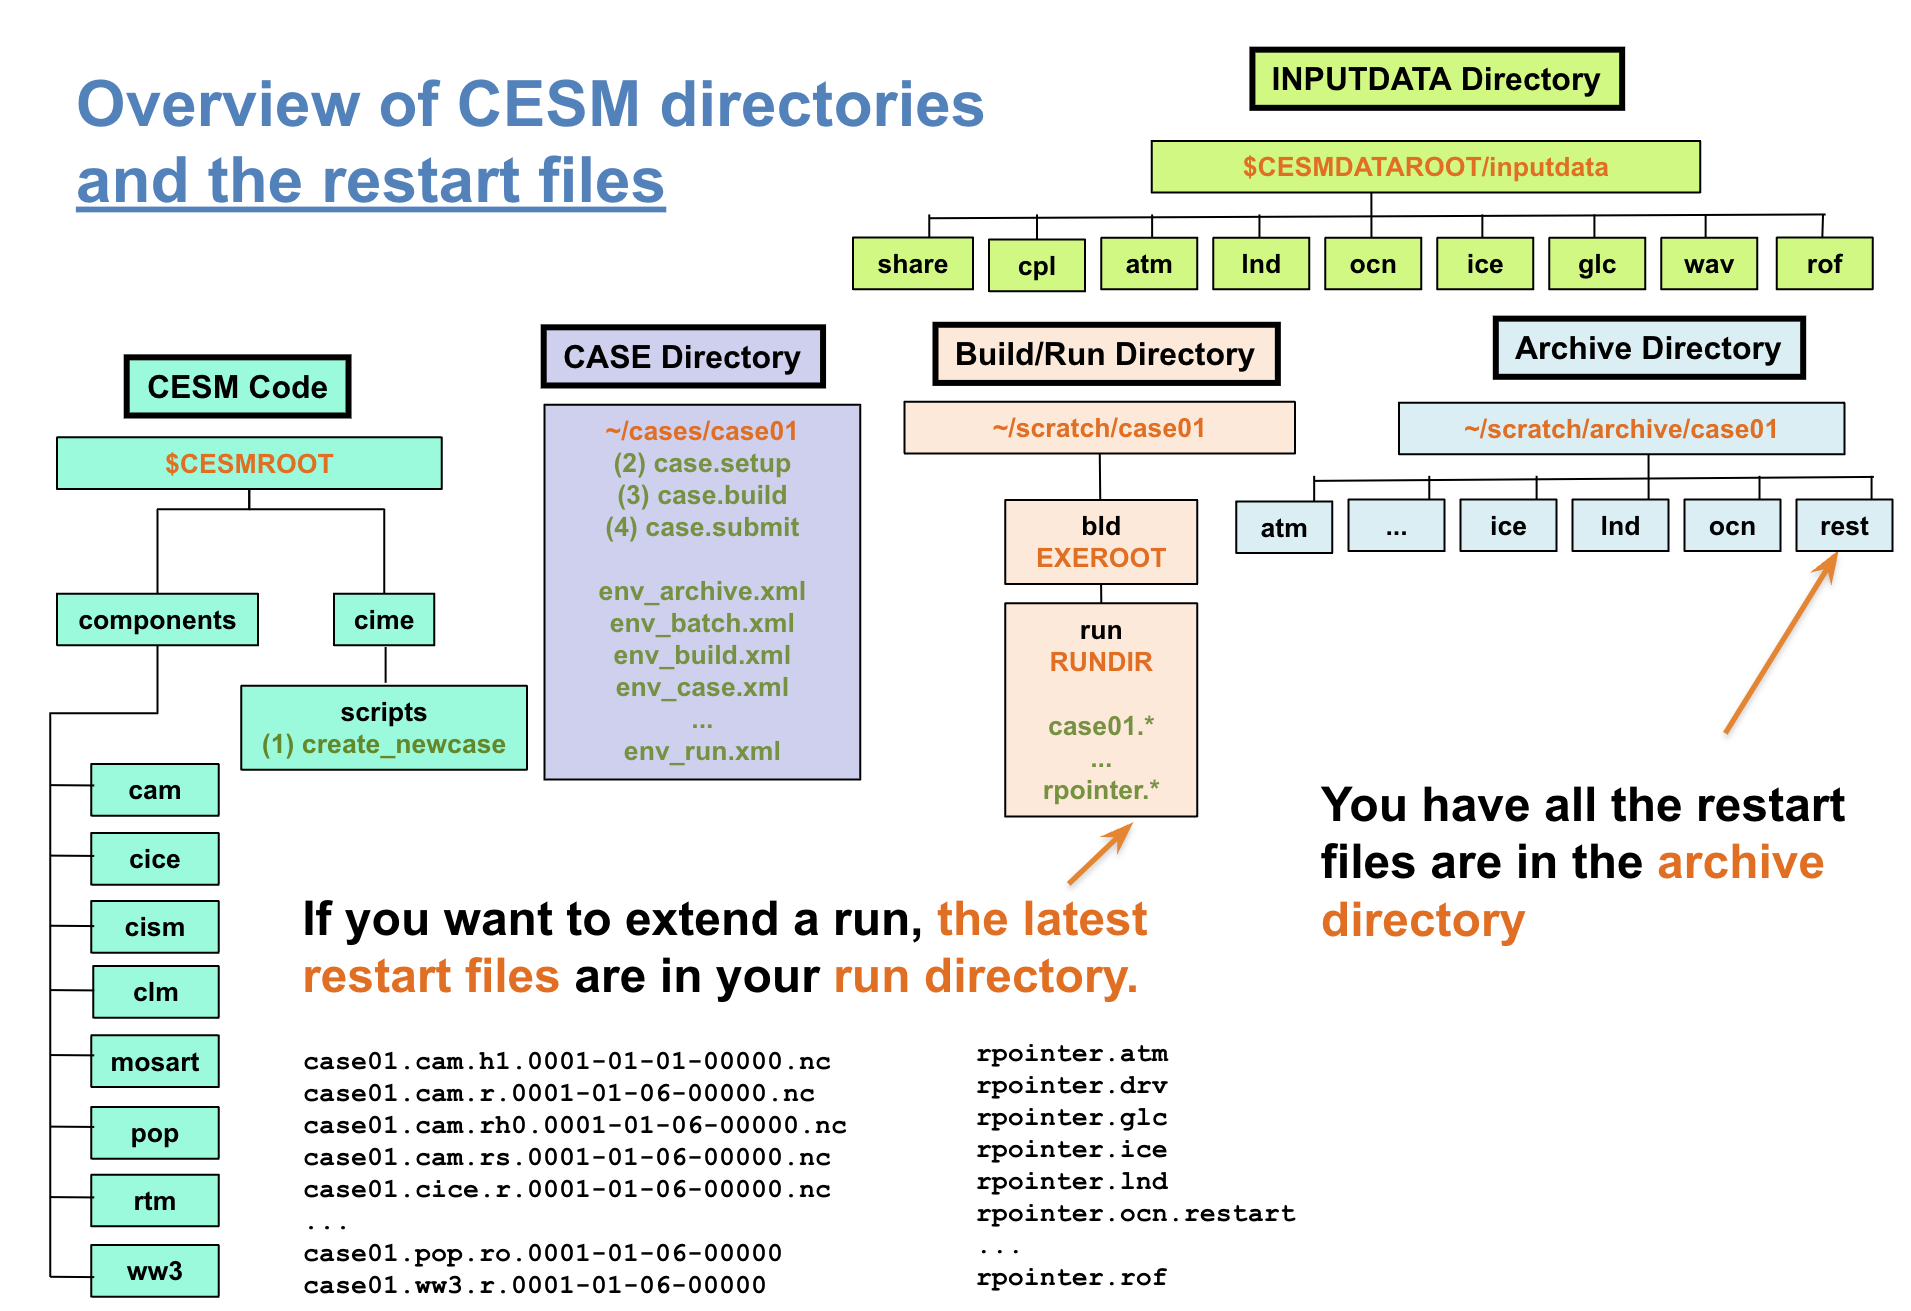 Overview of CESM directories
and the restart files
INPUTDATA Directory
$CESMDATAROOT/inputdata
share
cpl
atm
lnd
ocn
ice
glc
wav
rof
CESM Code
$CESMROOT
components
cime
scripts
(1) create_newcase
cam
cice
cism
clm
mosart
pop
rtm
ww3
CASE Directory
~/cases/case01
(2) case.setup
(3) case.build
(4) case.submit
env_archive.xml
env_batch.xml
env_build.xml
env_case.xml
...
env_run.xml
Build/Run Directory
~/scratch/case01
bld
EXEROOT
run
RUNDIR
case01.*
...
rpointer.*
Archive Directory
~/scratch/archive/case01
atm
...
ice
lnd
ocn
rest
You have all the restart
files are in the archive
directory
If you want to extend a run, the latest
restart files are in your run directory.
case01.cam.h1.0001-01-01-00000.nc
case01.cam.r.0001-01-06-00000.nc
case01.cam.rh0.0001-01-06-00000.nc
case01.cam.rs.0001-01-06-00000.nc
case01.cice.r.0001-01-06-00000.nc
...
case01.pop.ro.0001-01-06-00000
case01.ww3.r.0001-01-06-00000
rpointer.atm
rpointer.drv
rpointer.glc
rpointer.ice
rpointer.lnd
rpointer.ocn.restart
...
rpointer.rof